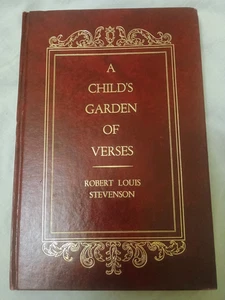 A
CHILD'S
GARDEN
OF
VERSES
ROBERT LOUIS
STEVENSON